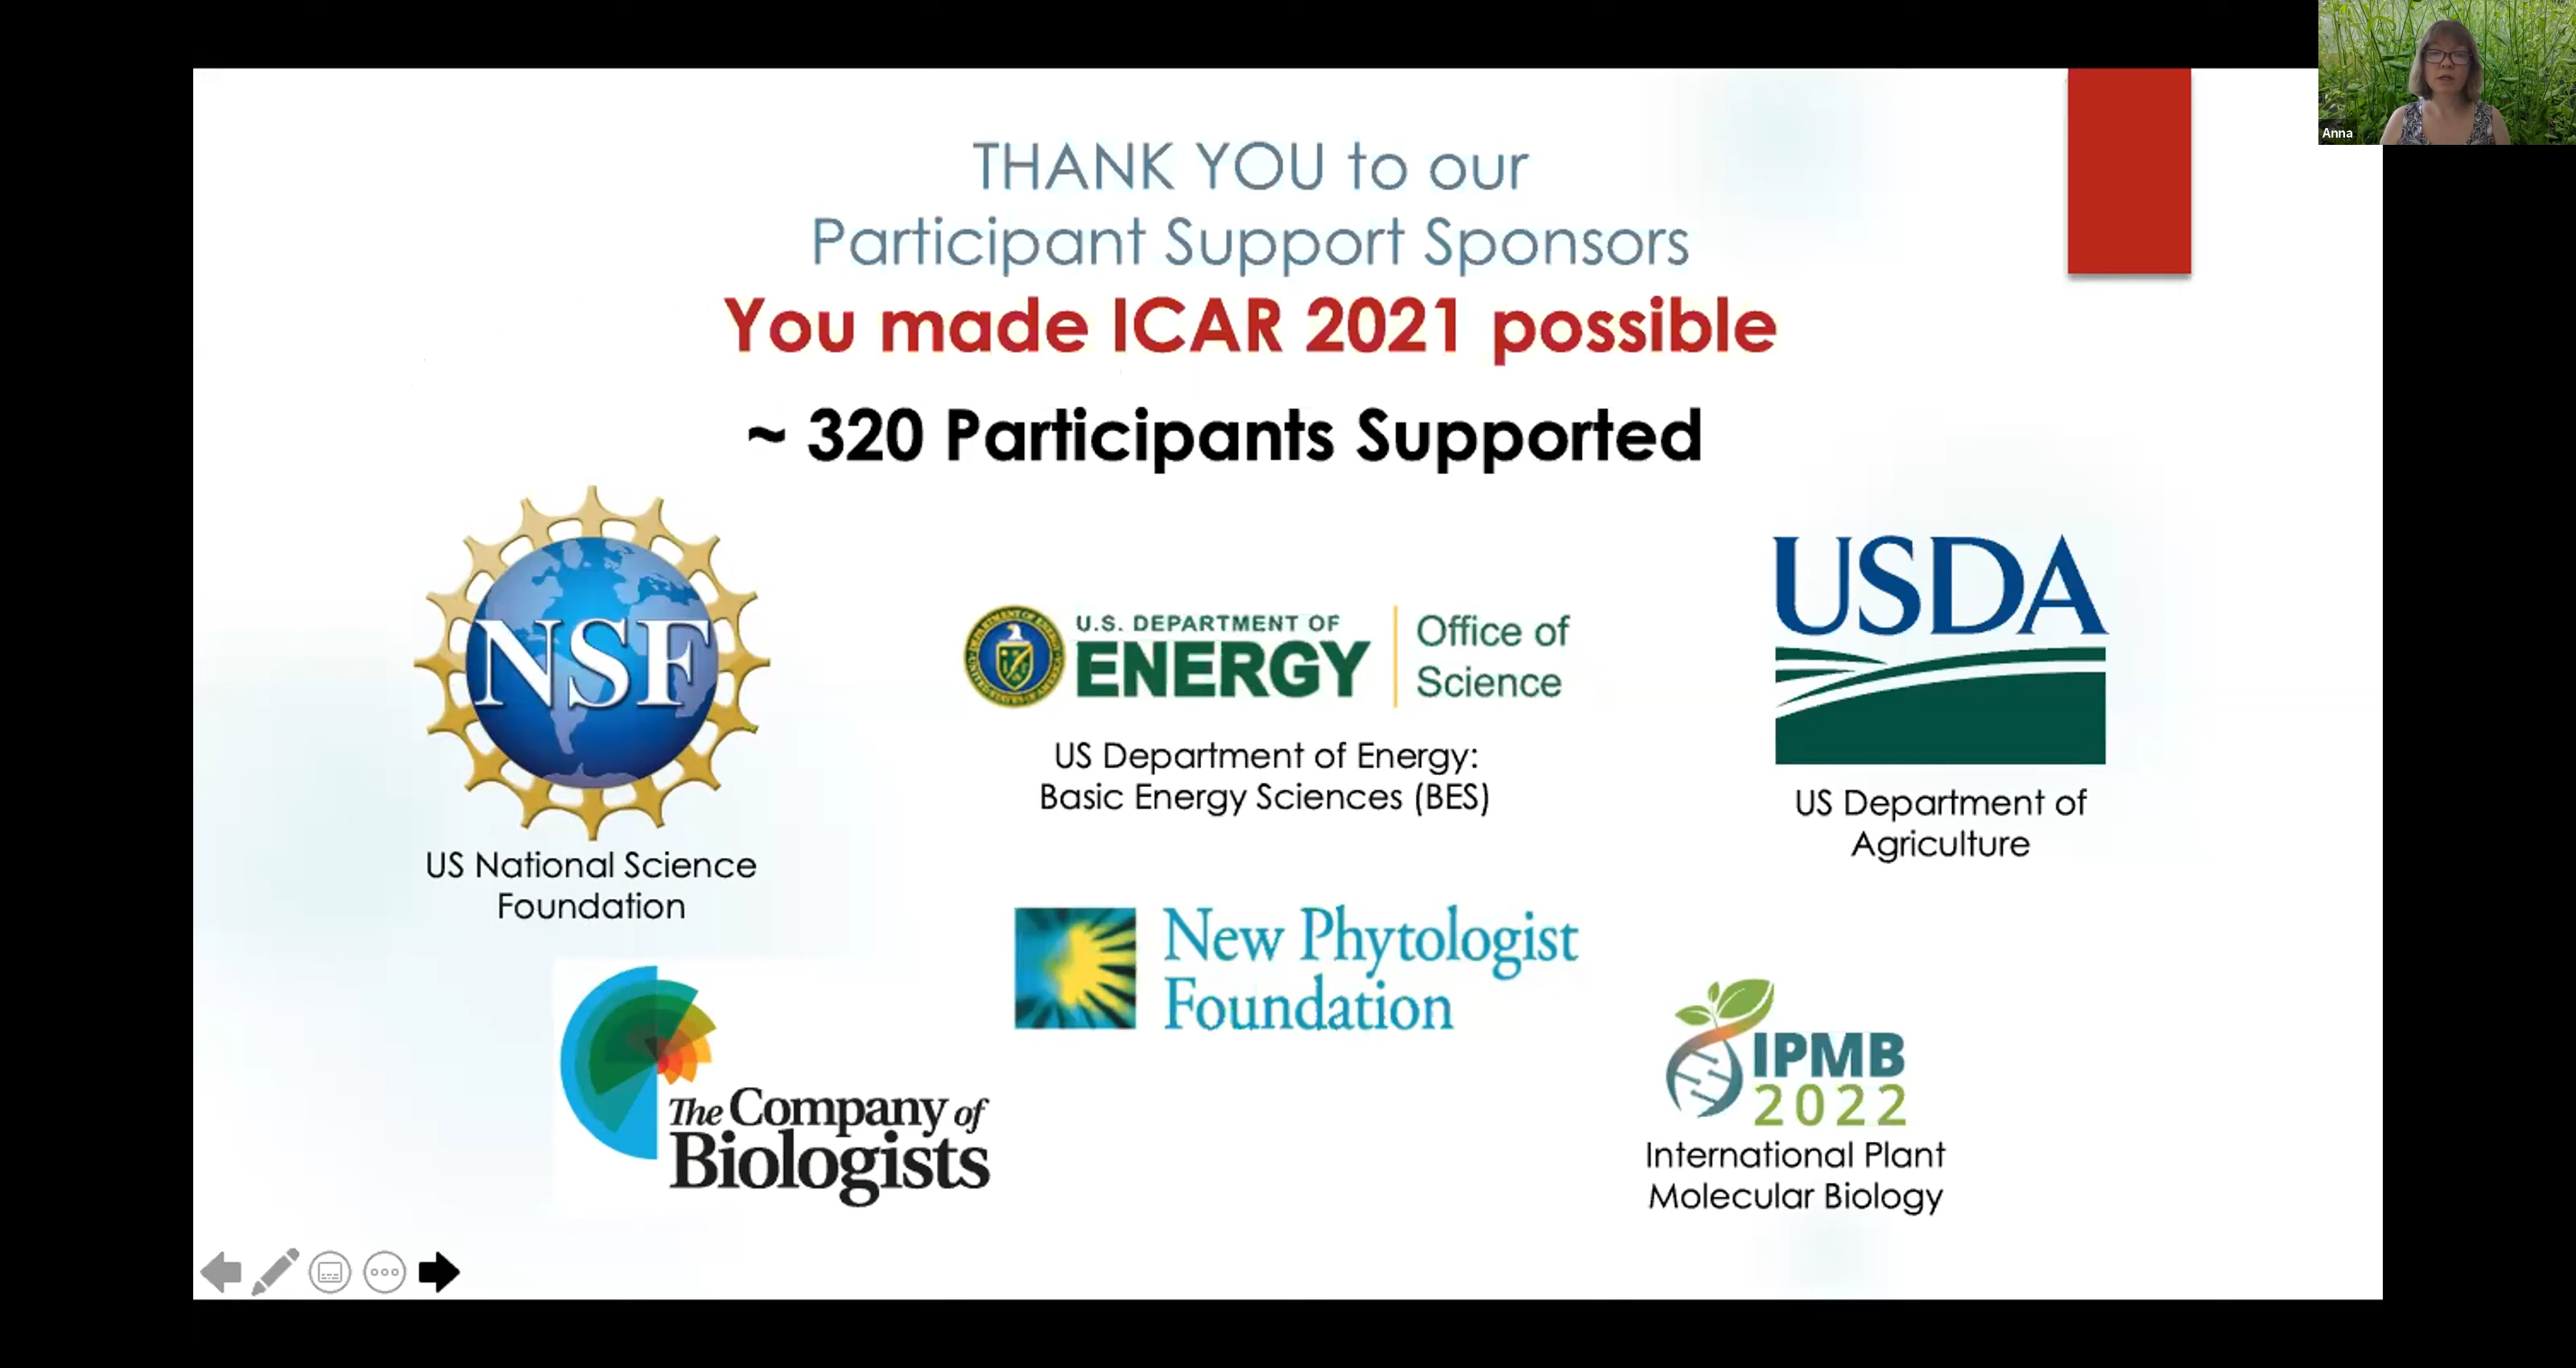 THANK YOU to our
Participant Support Sponsors
You made ICAR 2021 possible
~ 320 Participants Supported
NSF
US National Science
Foundation
U.S. DEPARTMENT OF
ENERGY
Office of
Science
US Department of Energy:
Basic Energy Sciences (BES)
USDA
US Department of
Agriculture
The Company of
Biologists
New Phytologist
Foundation
IPMB
2022
International Plant
Molecular Biology
Anna